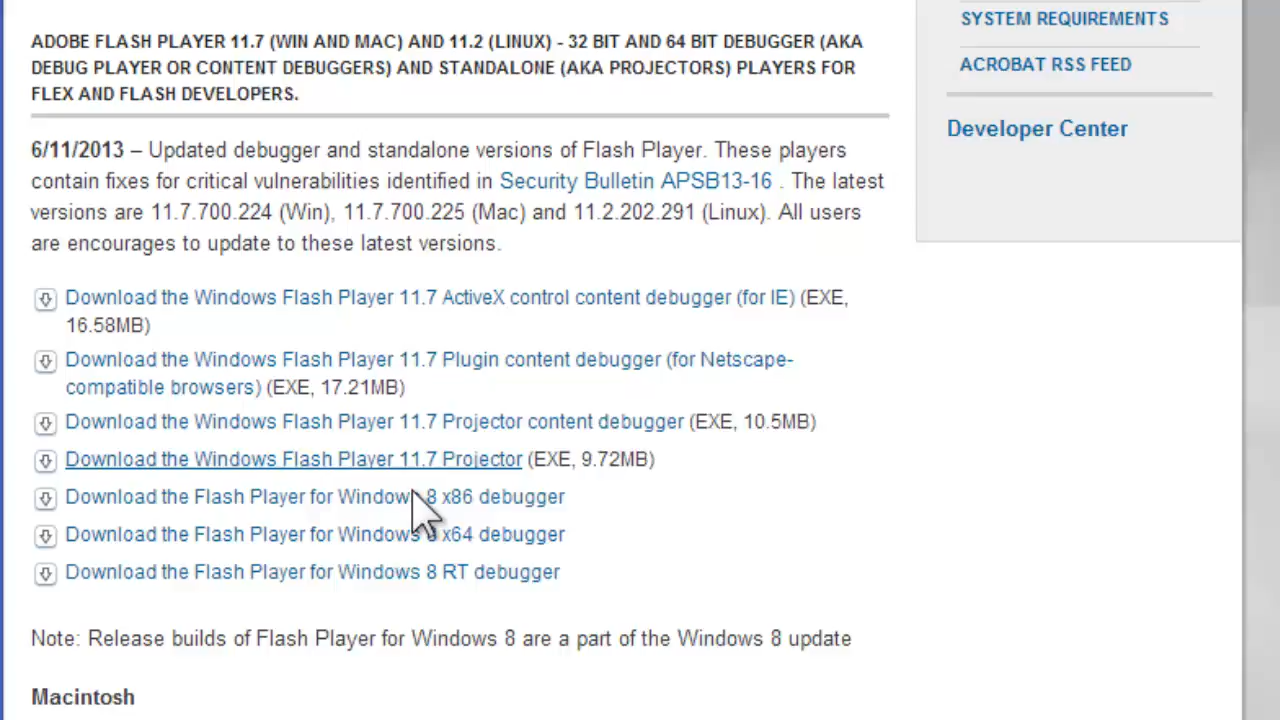 SYSTEM REQUIREMENTS
ACROBAT RSS FEED
Developer Center
ADOBE FLASH PLAYER 11.7 (WIN AND MAC) AND 11.2 (LINUX) - 32 BIT AND 64 BIT DEBUGGER (AKA
DEBUG PLAYER OR CONTENT DEBUGGERS) AND STANDALONE (AKA PROJECTORS) PLAYERS FOR
FLEX AND FLASH DEVELOPERS.
6/11/2013 – Updated debugger and standalone versions of Flash Player. These players
contain fixes for critical vulnerabilities identified in Security Bulletin APSB13-16 . The latest
versions are 11.7.700.224 (Win), 11.7.700.225 (Mac) and 11.2.202.291 (Linux). All users
are encourages to update to these latest versions.
Download the Windows Flash Player 11.7 ActiveX control content debugger (for IE) (EXE,
16.58MB)
Download the Windows Flash Player 11.7 Plugin content debugger (for Netscape-
compatible browsers) (EXE, 17.21MB)
Download the Windows Flash Player 11.7 Projector content debugger (EXE, 10.5MB)
Download the Windows Flash Player 11.7 Projector (EXE, 9.72MB)
Download the Flash Player for Windows 8 x86 debugger
Download the Flash Player for Windows 8 x64 debugger
Download the Flash Player for Windows 8 RT debugger
Note: Release builds of Flash Player for Windows 8 are a part of the Windows 8 update
Macintosh